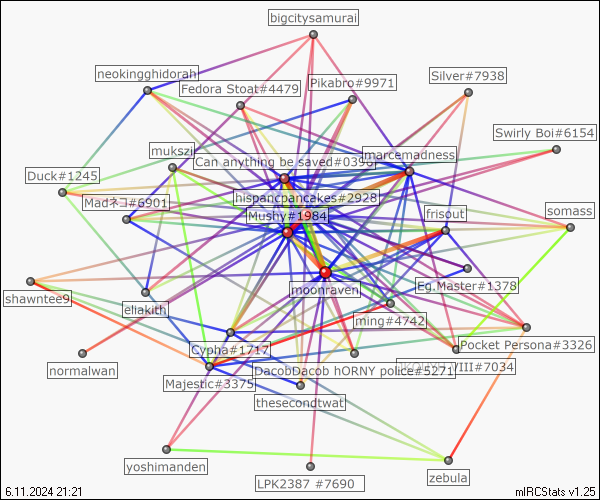 bigcitysamurai
neokingghidorah
Silver#7938
Pikabro#9971
Fedora Stoat#4479
Swirly Boi#6154
mukszi
marcemadness
Can anything be saved#0396
Duck#1245
hispancpancakes#2928
Madネコ#6901
Mushy#1984
frisout
somass
Eg.Master#1378
moonraven
shawntee9
eliakith
ming#4742
Pocket Persona#3326
Cypha#1717
VIII#7034
normalwan
DacobDacob hORNY police#5271
Majestic#3375
thesecondtwat
yoshimanden
zebula
LPK2387 #7690
6.11.2024 21:21
mIRCStats v1.25